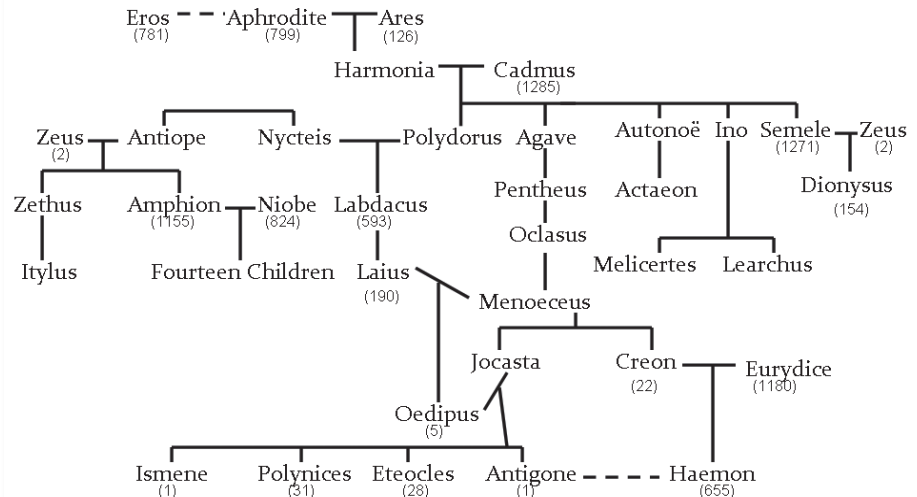 Eros Aphrodite Ares
(781) (799) (126)
Harmonia Cadmus
(1285)
Zeus Antiope Nycteis Polydorus Agave Autonoë Ino Semele Zeus
(2) (1271) (2)
Zethus Amphion Niobe Labdacus Pentheus Actaeon Dionysus
(1155) (824) (593) (154)
Oclasus
Itylus Fourteen Children Laius Melicertes Learchus
(190)
Menoeceus
Jocasta Creon Eurydice
(22) (1180)
Oedipus
(5)
Ismene Polynices Eteocles Antigone Haemon
(1) (31) (28) (1) (655)